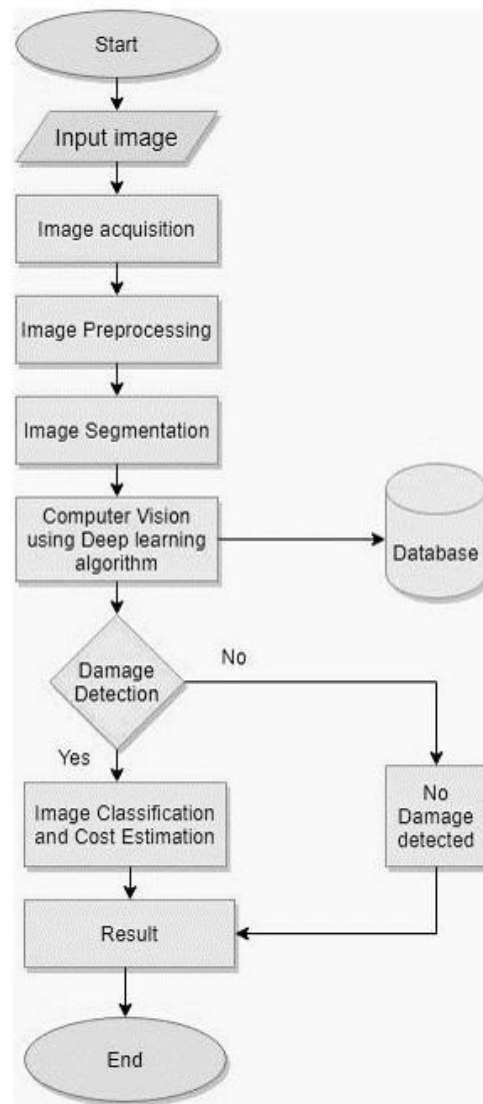 Start
Input image
Image acquisition
Image Preprocessing
Image Segmentation
Computer Vision
using Deep learning
algorithm
Database
Damage
Detection
No
Yes
Image Classification
and Cost Estimation
No
Damage
detected
Result
End